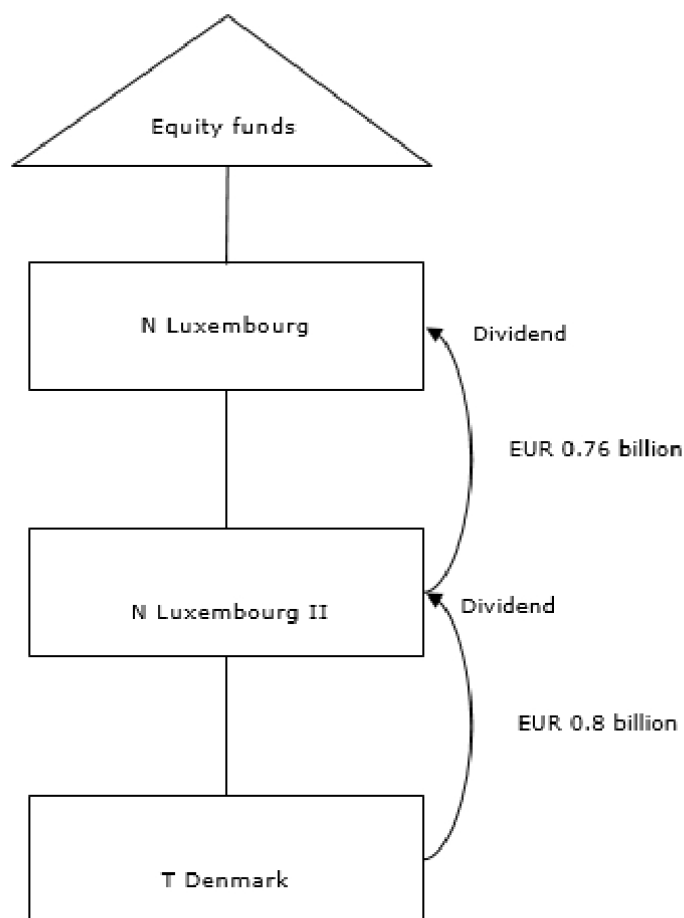 Equity funds
N Luxembourg
Dividend
EUR 0.76 billion
N Luxembourg II
Dividend
EUR 0.8 billion
T Denmark